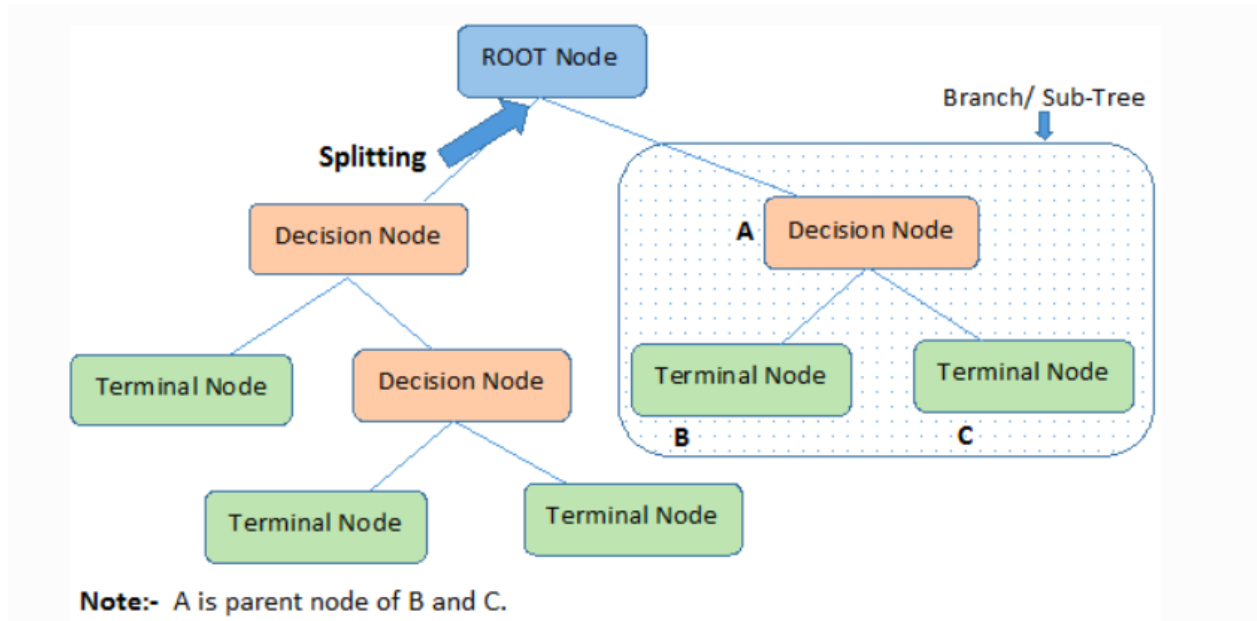 ROOT Node
Branch/ Sub-Tree
Splitting
Decision Node
A
Decision Node
Terminal Node
Decision Node
Terminal Node
Terminal Node
B
C
Terminal Node
Terminal Node
Note:- A is parent node of B and C.